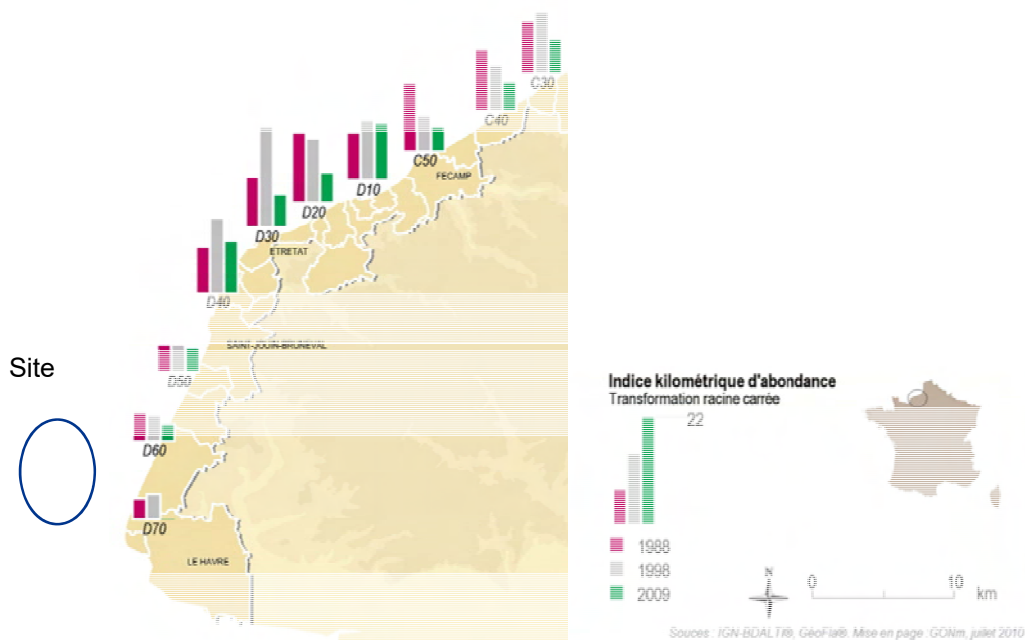 C30
C40
C50
FECAMP
D10
D20
D30
ETRETAT
D40
SAINT-JOUIN-BRUNEVAL
Site
D50
D60
D70
LE HAVRE
Indice kilométrique d'abondance
Transformation racine carrée
22
1988
1998
2009
N
0 10
km
Souces : IGN-BDALTI®, GéoFla®. Mise en page : GONm, juillet 2010